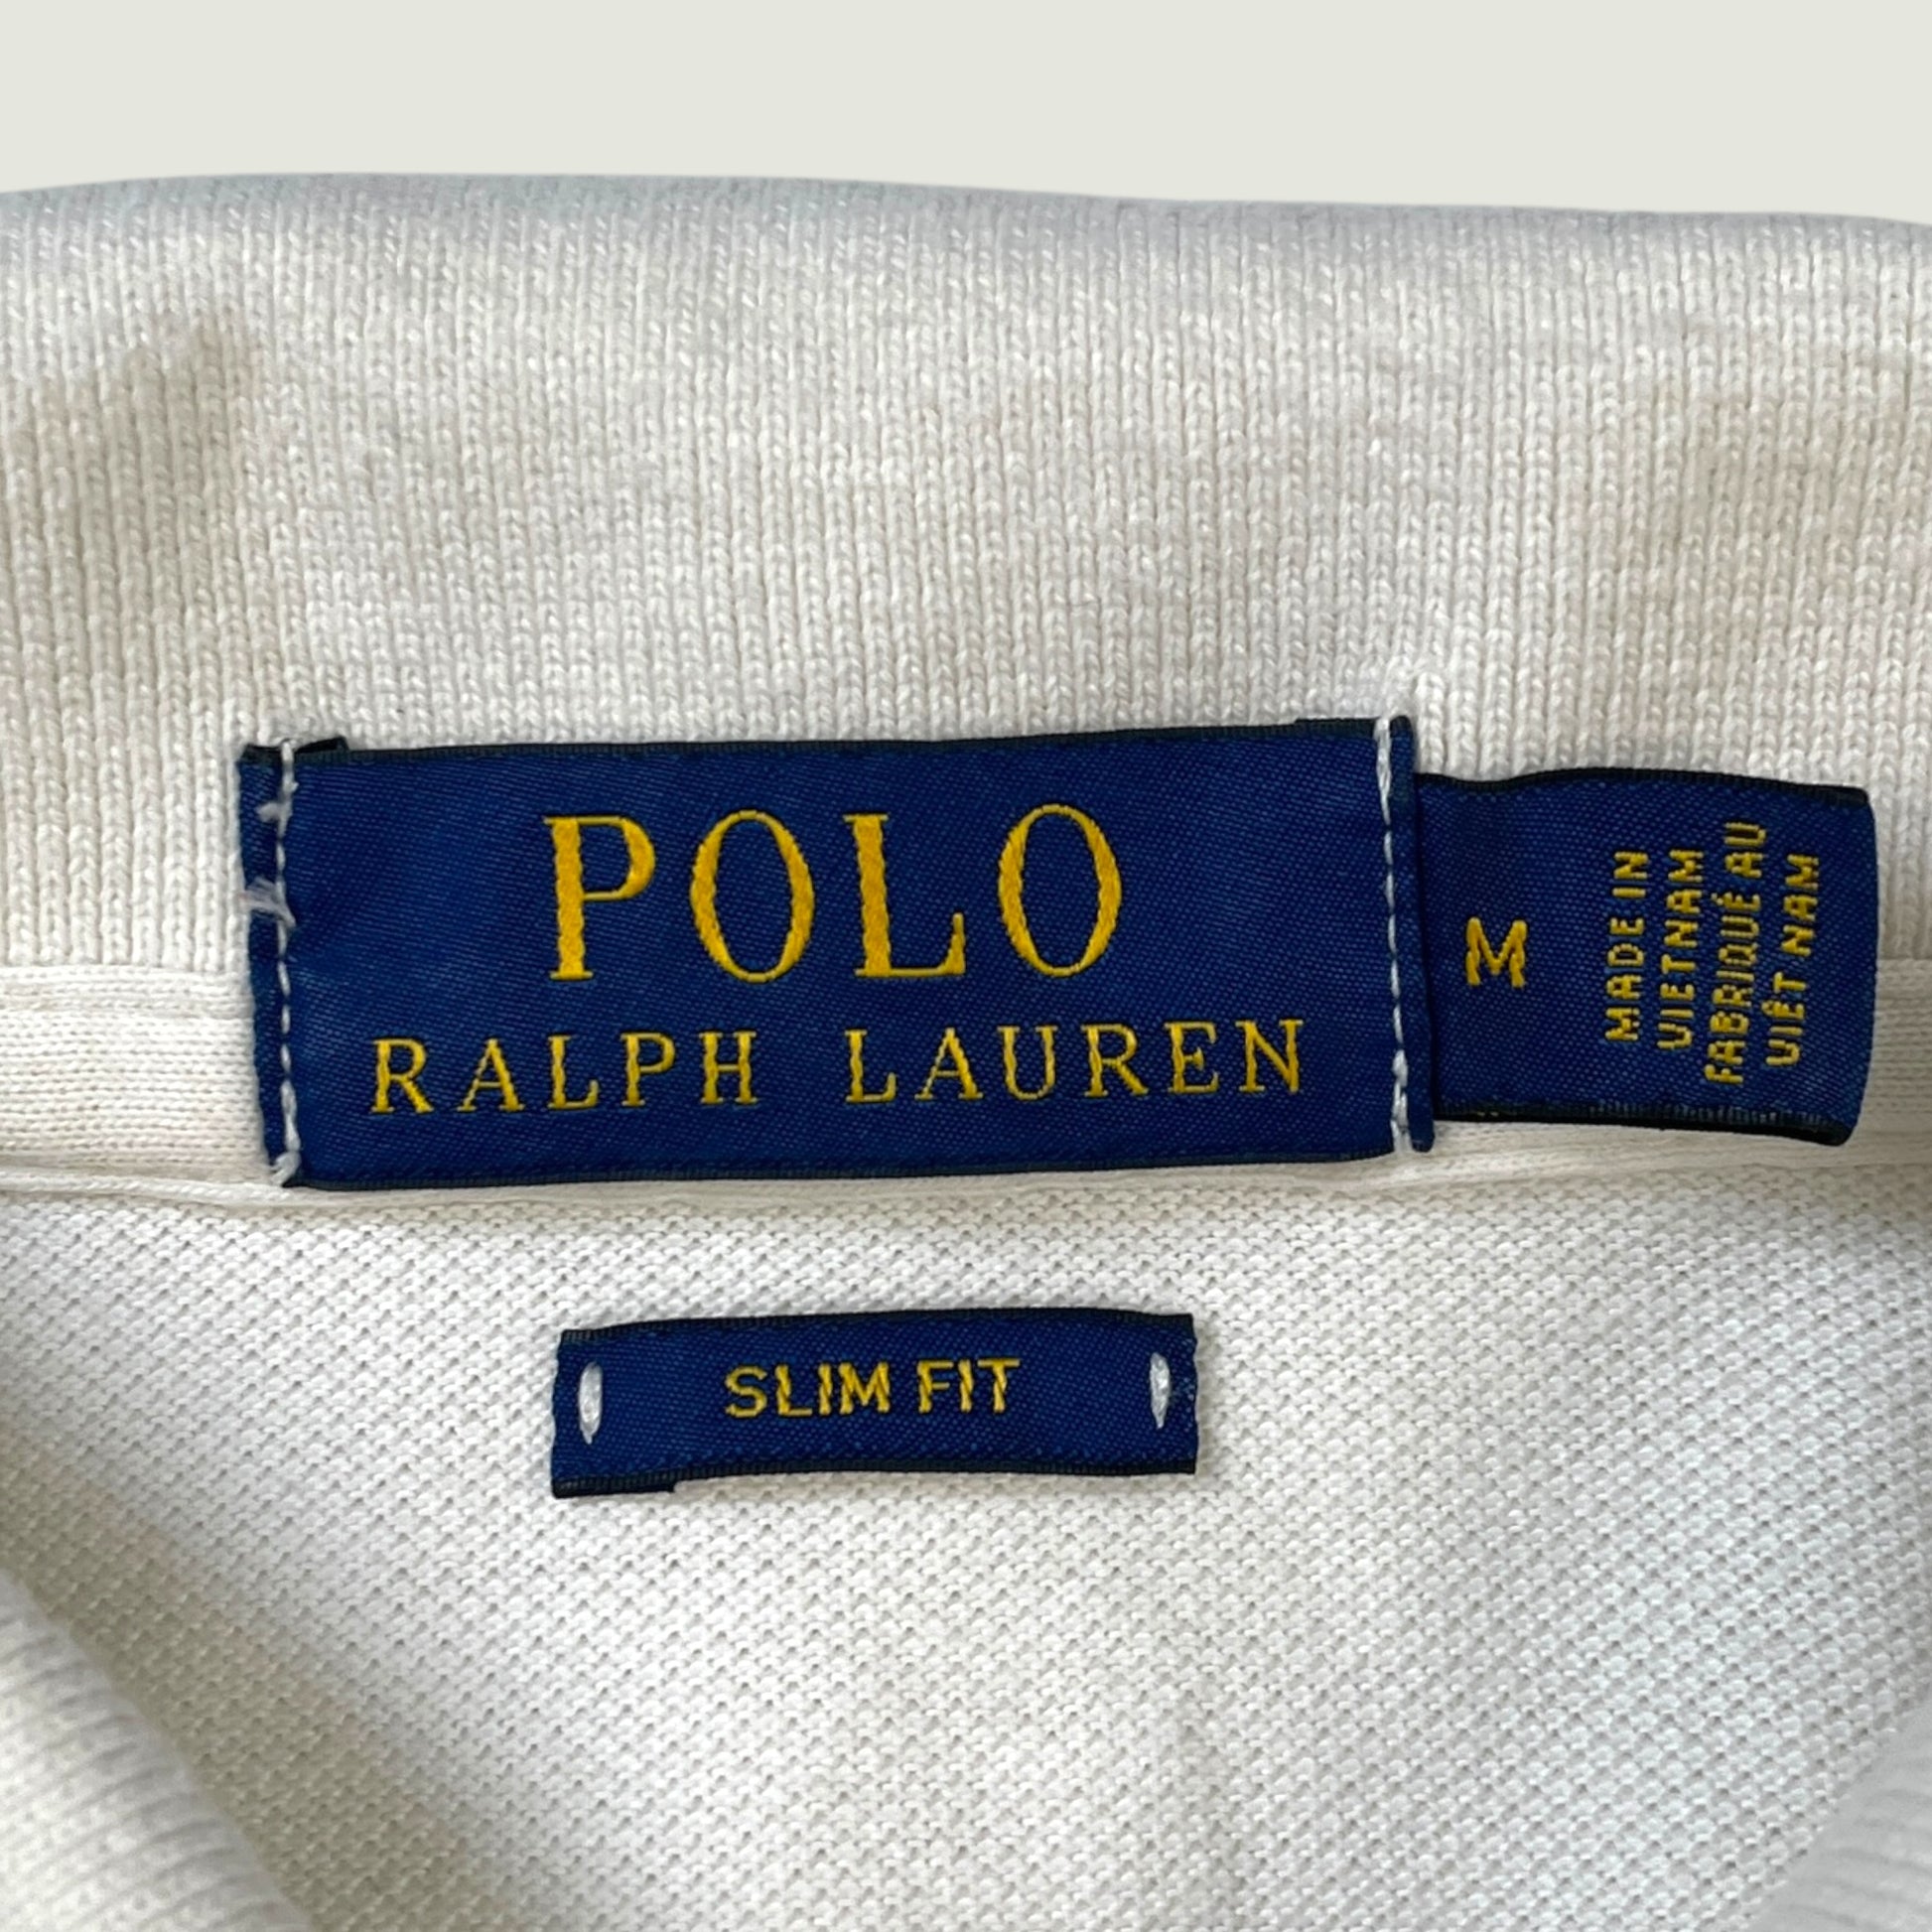 POLO
RALPH LAUREN
M
MADE IN
VIETNAM
FABRIQUÉ AU
VIÊT NAM
SLIM FIT